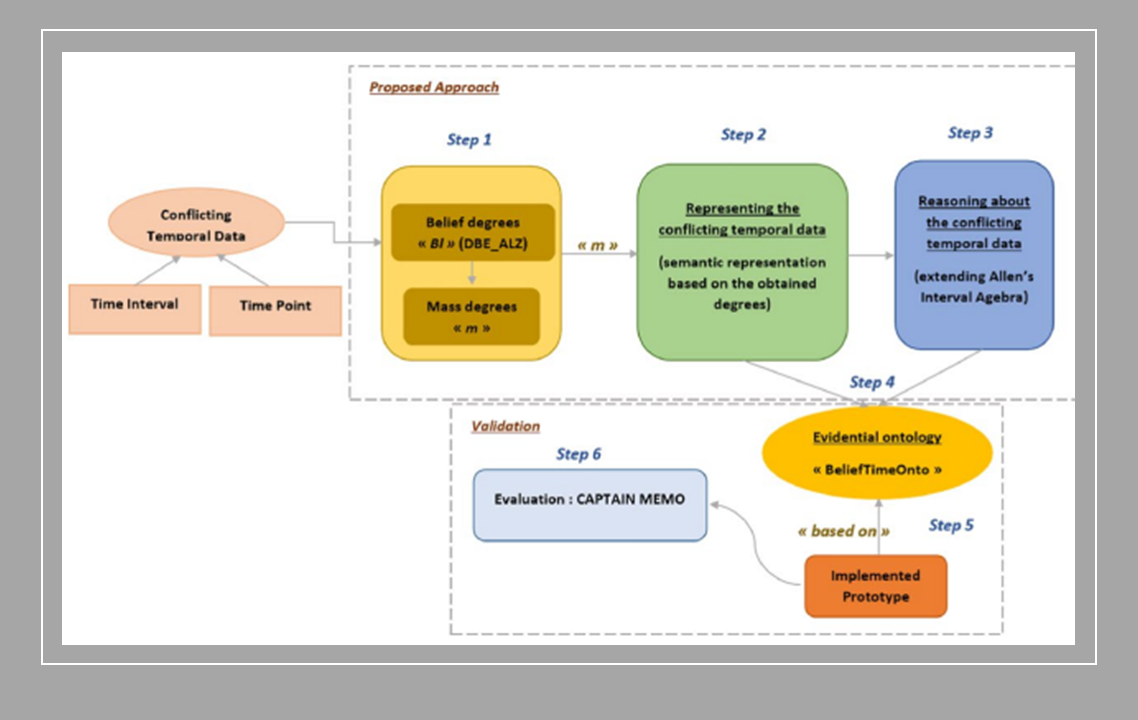 Proposed Approach
Step 1
Step 2
Step 3
Conflicting
Temporal Data
Time Interval
Time Point
Belief degrees
« Bl » (DBE_ALZ)
Mass degrees
« m »
« m »
Representing the
conflicting temporal data
(semantic representation
based on the obtained
degrees)
Reasoning about
the conflicting
temporal data
(extending Allen's
Interval Agebra)
Step 4
Validation
Step 6
Evaluation : CAPTAIN MEMO
Evidential ontology
« BeliefTimeOnto »
« based on »
Step 5
Implemented
Prototype